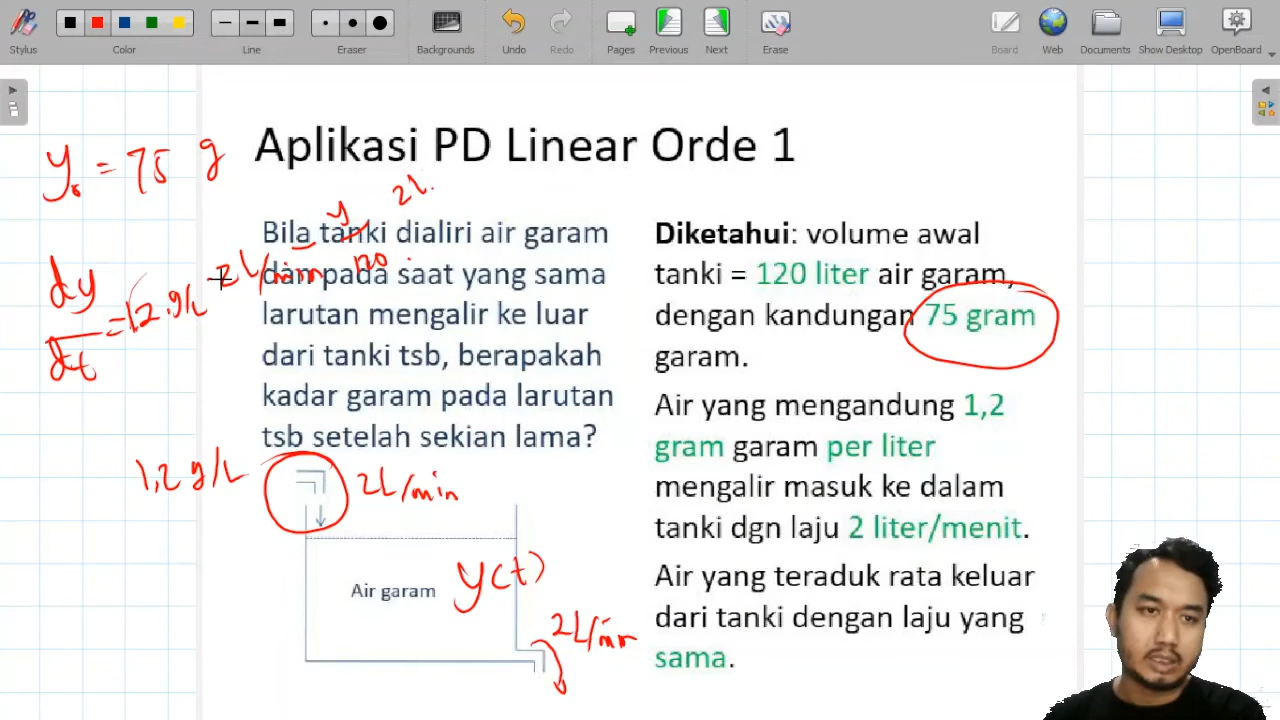 Stylus
Color
Line
Eraser
Backgrounds
Undo
Redo
Pages
Previous
Next
Erase
Board
Web
Documents
Show Desktop
OpenBoard
Aplikasi PD Linear Orde 1
y₀ = 75 g
dy/dt = 1,2 g/L 2L/min y/120 2L
Bila tanki dialiri air garam
dan pada saat yang sama
larutan mengalir ke luar
dari tanki tsb, berapakah
kadar garam pada larutan
tsb setelah sekian lama?
1,2 g/L
2L/min
Air garam
y(t)
2L/min
Diketahui: volume awal
tanki = 120 liter air garam,
dengan kandungan 75 gram
garam.
Air yang mengandung 1,2
gram garam per liter
mengalir masuk ke dalam
tanki dgn laju 2 liter/menit.
Air yang teraduk rata keluar
dari tanki dengan laju yang
sama.